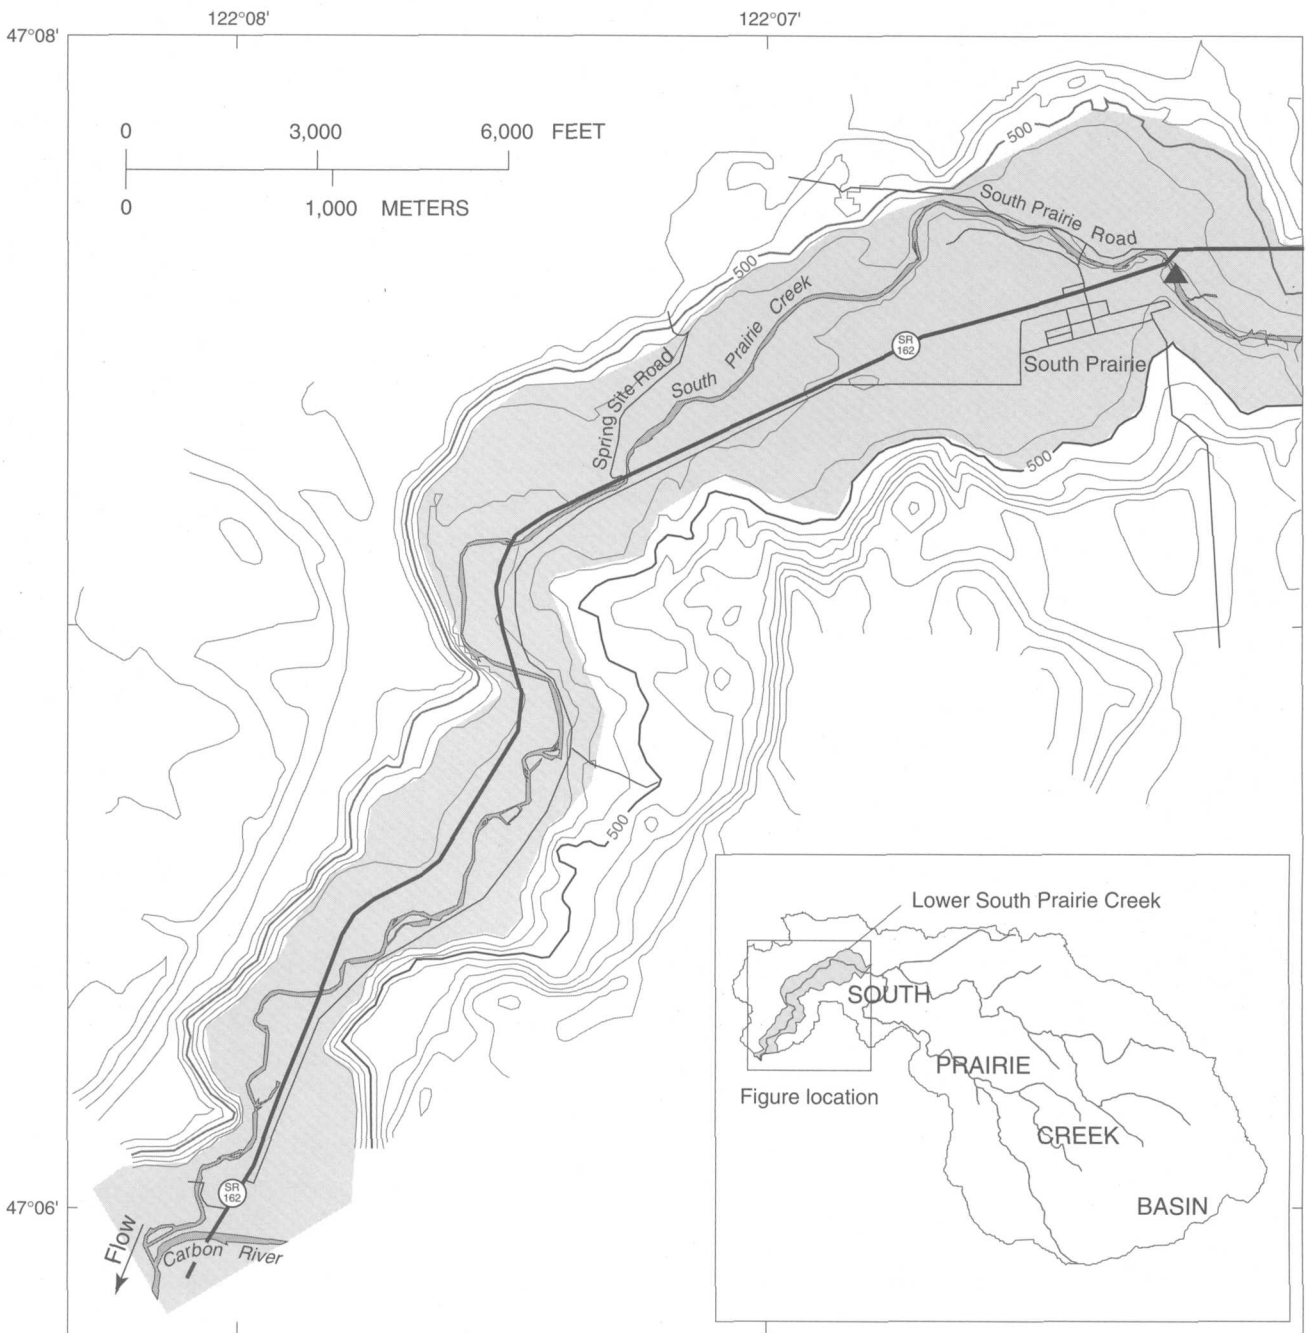 122°08' 122°07'
47°08'
0 3,000 6,000 FEET
0 1,000 METERS
500
South Prairie Road
500
South Prairie Creek
SR
162
South Prairie
Spring Site Road
500
500
Lower South Prairie Creek
SOUTH
PRAIRIE
Figure location
CREEK
BASIN
47°06'
SR
162
Flow
Carbon River